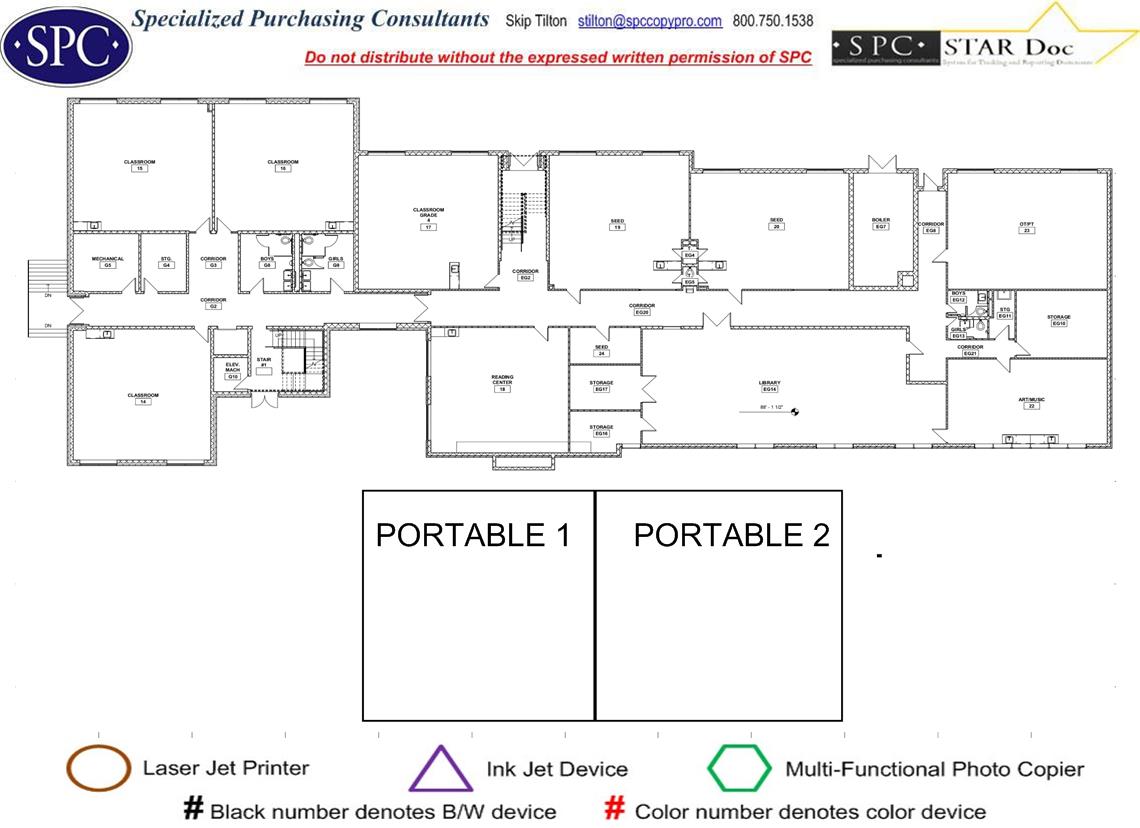 Specialized Purchasing Consultants Skip Tilton stilton@spccopypro.com 800.750.1538
·SPC·
Do not distribute without the expressed written permission of SPC
·SPC· STAR Doc
specialized purchasing consultants System for Tracking and Reporting Documents
CLASSROOM
15
CLASSROOM
16
CLASSROOM
GRADE
4
17
SEED
19
SEED
20
BOILER
EG7
CORRIDOR
EG8
OT/PT
23
MECHANICAL
G5
STG.
G4
CORRIDOR
G3
BOYS
G8
GIRLS
G9
CORRIDOR
EG2
UP
EG4
EG5
DN
DN
CORRIDOR
G2
CORRIDOR
EG20
BOYS
EG12
STG
EG11
GIRLS
EG13
STORAGE
EG10
CORRIDOR
EG21
UP
STAIR
#1
ELEV.
MACH
G10
CLASSROOM
14
READING
CENTER
18
SEED
24
STORAGE
EG17
STORAGE
EG16
LIBRARY
EG14
88' - 1 1/2"
ART/MUSIC
22
PORTABLE 1
PORTABLE 2
Laser Jet Printer
Ink Jet Device
Multi-Functional Photo Copier
# Black number denotes B/W device
# Color number denotes color device